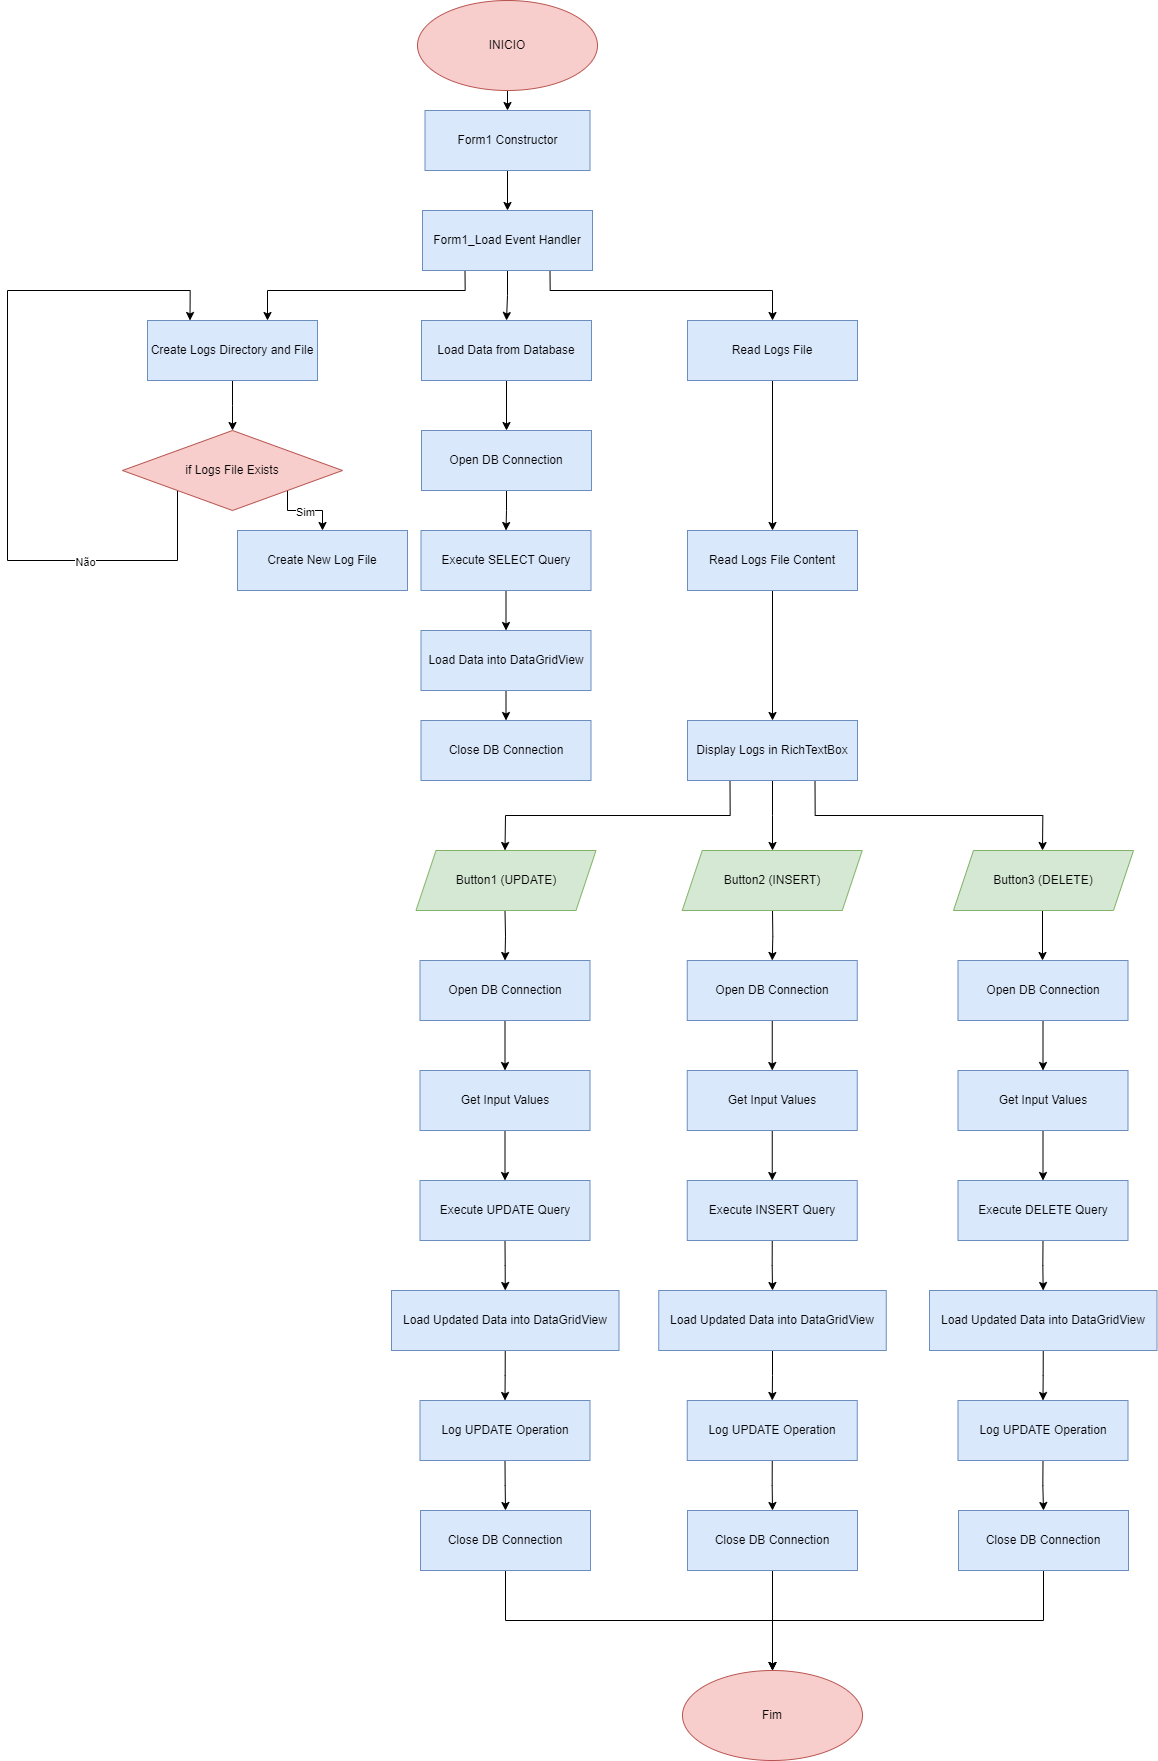 INICIO
Form1 Constructor
Form1_Load Event Handler
Create Logs Directory and File
Load Data from Database
Read Logs File
if Logs File Exists
Open DB Connection
Sim
Não
Create New Log File
Execute SELECT Query
Read Logs File Content
Load Data into DataGridView
Close DB Connection
Display Logs in RichTextBox
Button1 (UPDATE)
Button2 (INSERT)
Button3 (DELETE)
Open DB Connection
Open DB Connection
Open DB Connection
Get Input Values
Get Input Values
Get Input Values
Execute UPDATE Query
Execute INSERT Query
Execute DELETE Query
Load Updated Data into DataGridView
Load Updated Data into DataGridView
Load Updated Data into DataGridView
Log UPDATE Operation
Log UPDATE Operation
Log UPDATE Operation
Close DB Connection
Close DB Connection
Close DB Connection
Fim